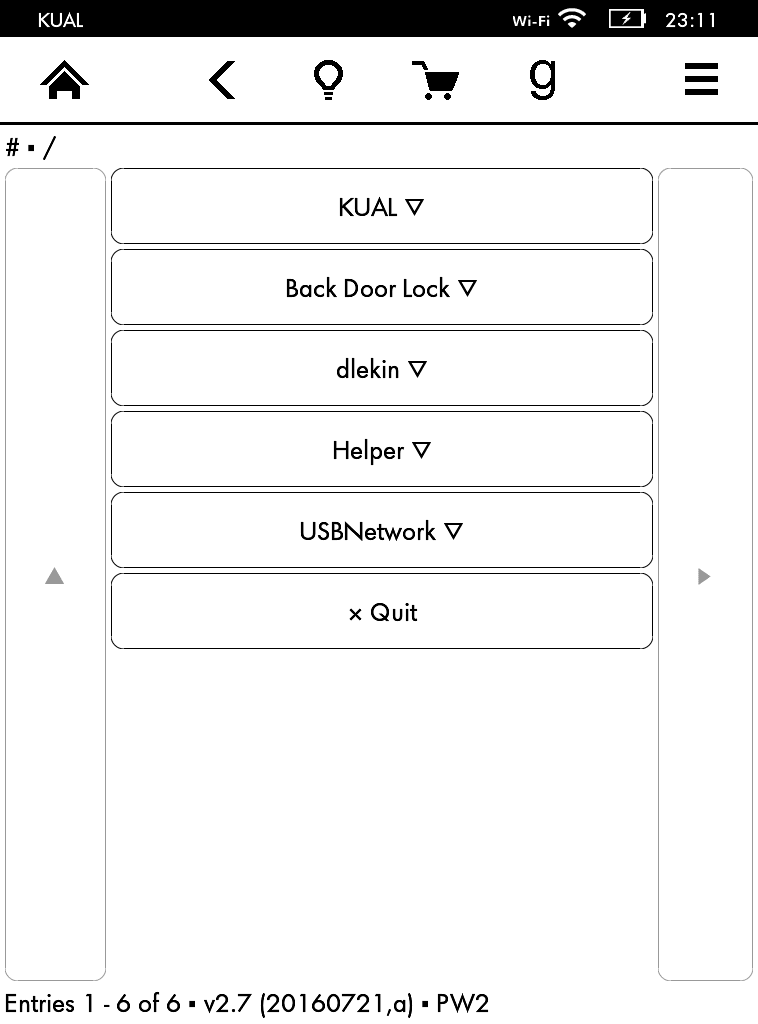 KUAL Wi-Fi 23:11
g
# ▪ /
KUAL ▽
Back Door Lock ▽
dlekin ▽
Helper ▽
USBNetwork ▽
× Quit
Entries 1 - 6 of 6 ▪ v2.7 (20160721,a) ▪ PW2